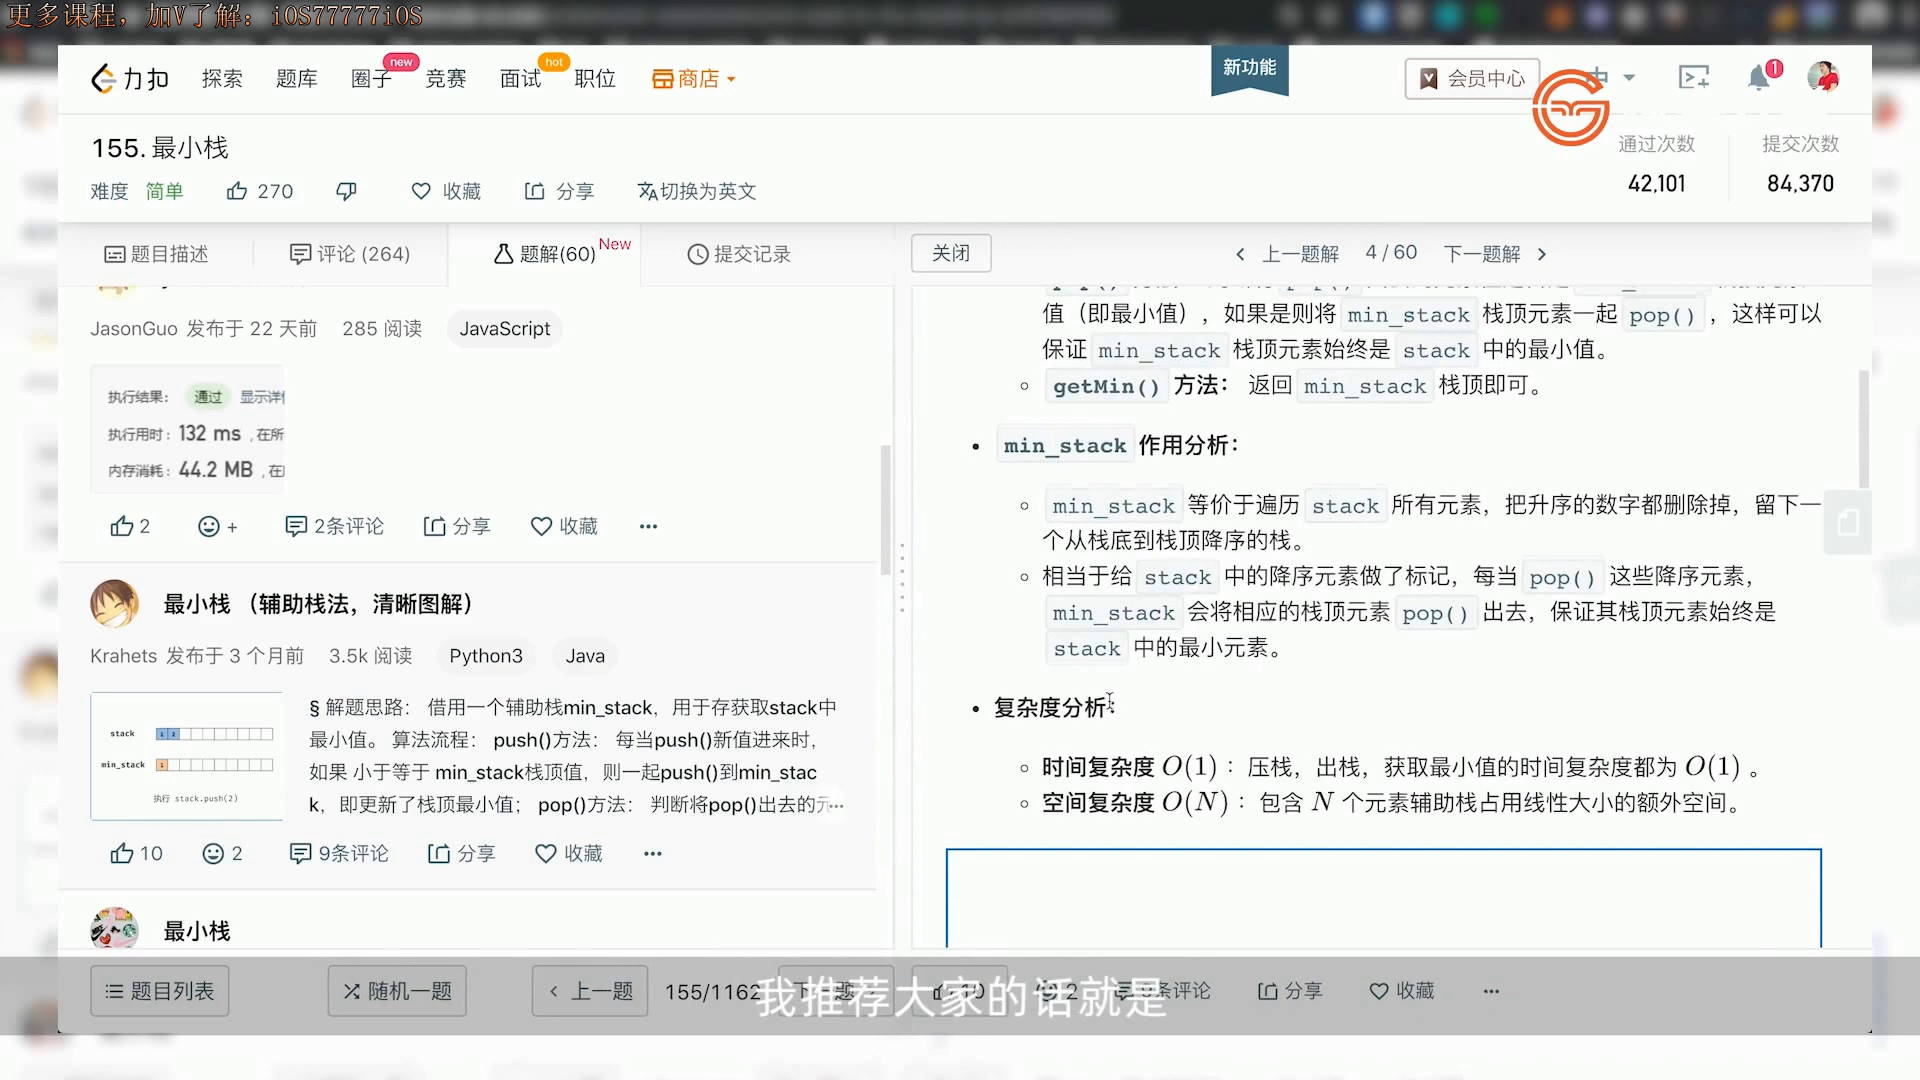 更多课程，加V了解：iOS77777iOS
力扣 探索 题库 圈子 new 竞赛 面试 hot 职位 商店 新功能 会员中心 中 1
155. 最小栈
通过次数 提交次数
42,101 84,370
难度 简单 270 收藏 分享 切换为英文
题目描述 评论 (264) 题解(60) New 提交记录
JasonGuo 发布于 22 天前 285 阅读 JavaScript
执行结果： 通过 显示详
执行用时： 132 ms ，在所
内存消耗： 44.2 MB ，在
2 + 2条评论 分享 收藏 ...
最小栈 （辅助栈法，清晰图解）
Krahets 发布于 3 个月前 3.5k 阅读 Python3 Java
stack 1 2
min_stack 1
执行 stack.push(2)
§ 解题思路： 借用一个辅助栈min_stack，用于存获取stack中
最小值。 算法流程： push()方法： 每当push()新值进来时，
如果 小于等于 min_stack栈顶值，则一起push()到min_stac
k，即更新了栈顶最小值； pop()方法： 判断将pop()出去的元...
10 2 9条评论 分享 收藏 ...
最小栈
关闭 上一题解 4 / 60 下一题解
值（即最小值），如果是则将 min_stack 栈顶元素一起 pop() ，这样可以
保证 min_stack 栈顶元素始终是 stack 中的最小值。
getMin() 方法： 返回 min_stack 栈顶即可。
min_stack 作用分析：
min_stack 等价于遍历 stack 所有元素，把升序的数字都删除掉，留下一
个从栈底到栈顶降序的栈。
相当于给 stack 中的降序元素做了标记，每当 pop() 这些降序元素，
min_stack 会将相应的栈顶元素 pop() 出去，保证其栈顶元素始终是
stack 中的最小元素。
复杂度分析：
时间复杂度 O(1) ：压栈，出栈，获取最小值的时间复杂度都为 O(1) 。
空间复杂度 O(N) ：包含 N 个元素辅助栈占用线性大小的额外空间。
题目列表 随机一题 上一题 155/1162 条评论 分享 收藏 ...
我推荐大家的话就是